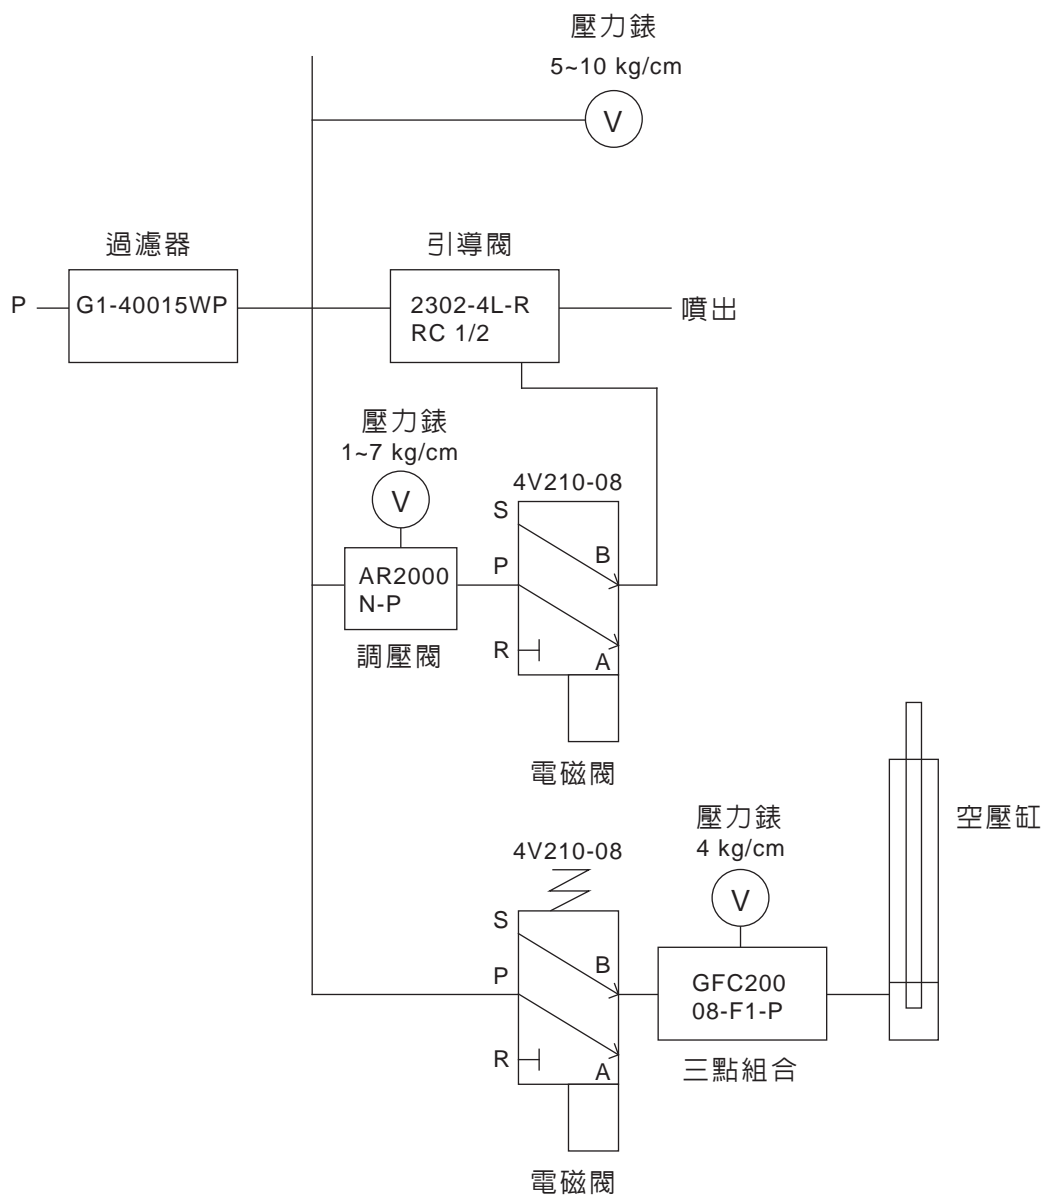 壓力錶
5~10 kg/cm
V
過濾器
引導閥
P
G1-40015WP
2302-4L-R
RC 1/2
噴出
壓力錶
1~7 kg/cm
V
4V210-08
S
B
P
AR2000
N-P
R
A
調壓閥
電磁閥
壓力錶
4 kg/cm
空壓缸
4V210-08
V
S
B
P
GFC200
08-F1-P
R
A
三點組合
電磁閥